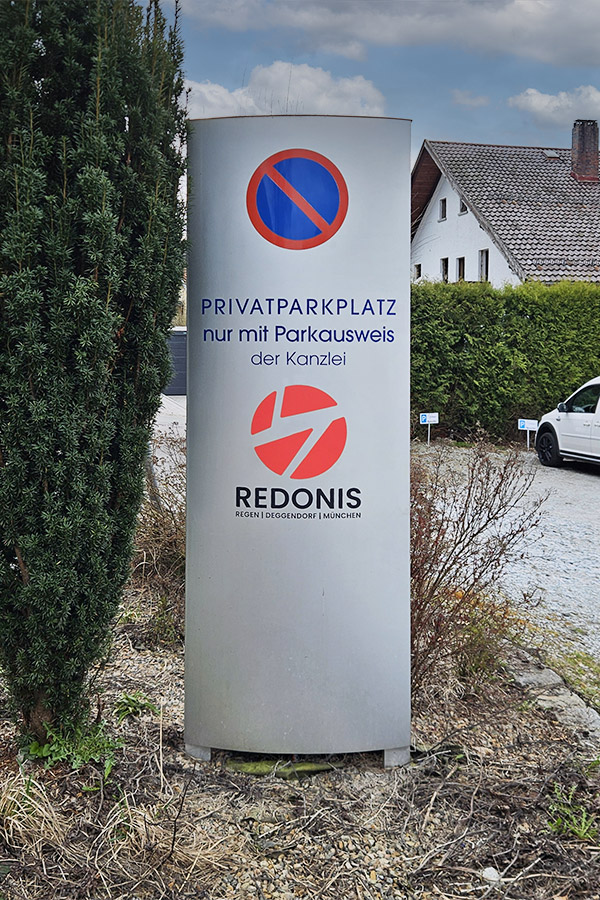 PRIVATPARKPLATZ
nur mit Parkausweis
der Kanzlei
REDONIS
REGEN | DEGGENDORF | MÜNCHEN